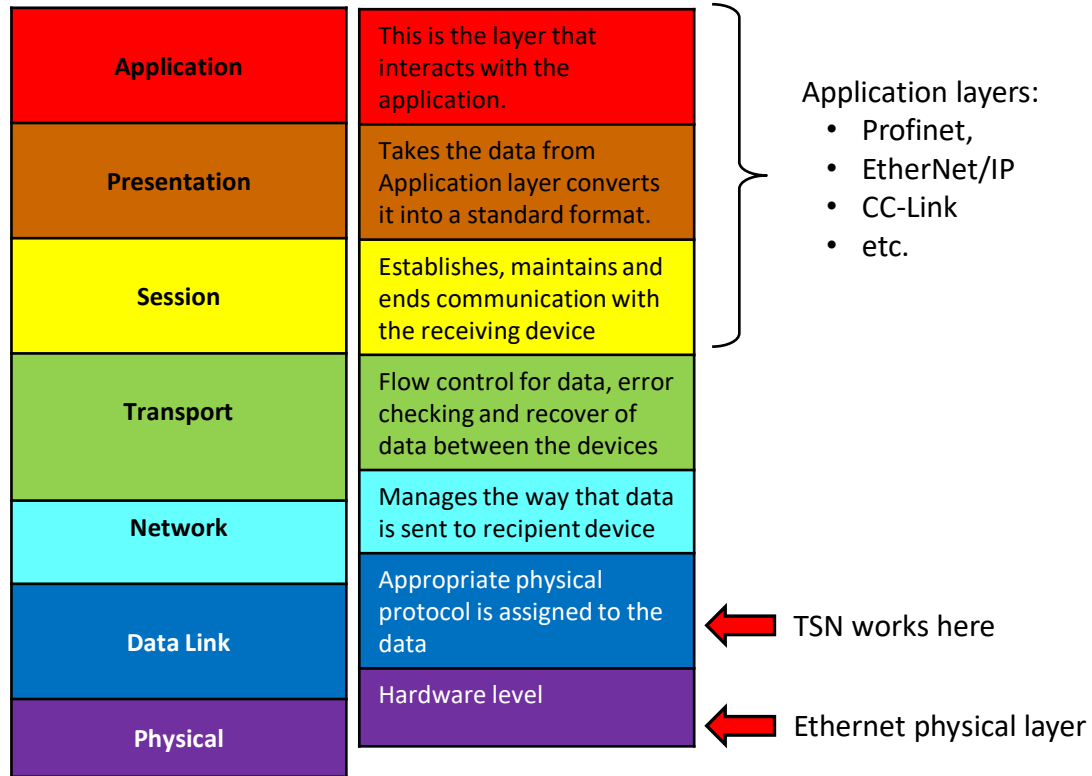 Application
This is the layer that
interacts with the
application.
Presentation
Takes the data from
Application layer converts
it into a standard format.
Session
Establishes, maintains and
ends communication with
the receiving device
Transport
Flow control for data, error
checking and recover of
data between the devices
Network
Manages the way that data
is sent to recipient device
Data Link
Appropriate physical
protocol is assigned to the
data
Physical
Hardware level
Application layers:
• Profinet,
• EtherNet/IP
• CC-Link
• etc.
TSN works here
Ethernet physical layer